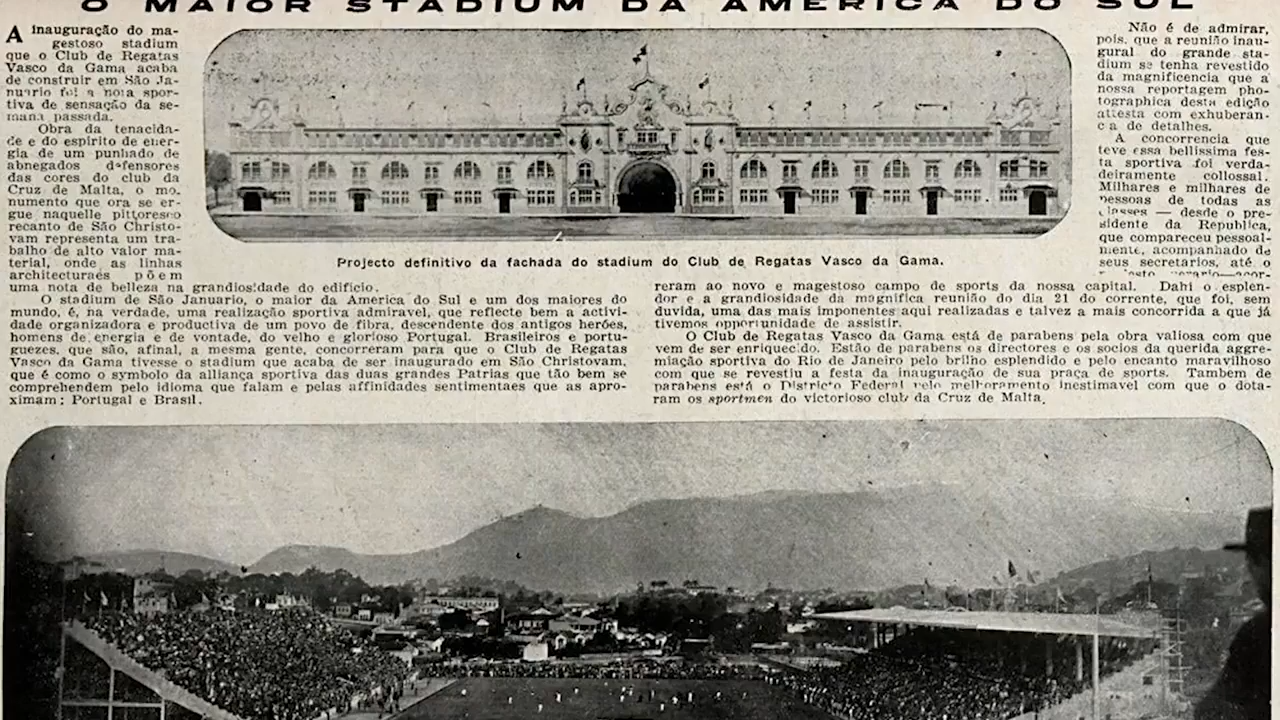 O MAIOR STADIUM DA AMERICA DO SUL
A inauguração do ma-
gestoso stadium
que o Club de Regatas
Vasco da Gama acaba
de construir em São Ja-
nuario foi a nota spor-
tiva de sensação da se-
mana passada.
Obra da tenacida-
de e do espirito de ener-
gia de um punhado de
abnegados defensores
das cores do club da
Cruz de Malta, o mo-
numento que ora se er-
gue naquelle pittoresco
recanto de São Christo-
vam representa um tra-
balho de alto valor ma-
terial, onde as linhas
architecturaes põem
uma nota de belleza na grandiosidade do edificio.
O stadium de São Januario, o maior da America do Sul e um dos maiores do
mundo, é, na verdade, uma realização sportiva admiravel, que reflecte bem a activi-
dade organizadora e productiva de um povo de fibra, descendente dos antigos heróes,
homens de energia e de vontade, do velho e glorioso Portugal. Brasileiros e portu-
guezes, que são, afinal, a mesma gente, concorreram para que o Club de Regatas
Vasco da Gama tivesse o stadium que acaba de ser inaugurado em São Christovam,
que é como o symbolo da alliança sportiva das duas grandes Patrias que tão bem se
comprehendem pelo idioma que falam e pelas affinidades sentimentaes que as apro-
ximam: Portugal e Brasil.
Projecto definitivo da fachada do stadium do Club de Regatas Vasco da Gama.
Não é de admirar,
pois, que a reunião inau-
gural do grande sta-
dium se tenha revestido
da magnificencia que a
nossa reportagem pho-
tographica desta edição
attesta com exhuberan-
cia de detalhes.
A concorrencia que
teve essa bellissima fes-
ta sportiva foi verda-
deiramente collossal.
Milhares e milhares de
pessoas de todas as
classes — desde o pre-
sidente da Republica,
que compareceu pessoal-
mente, acompanhado de
seus secretarios, até o
reram ao novo e magestoso campo de sports da nossa capital. Dahi o esplen-
dor e a grandiosidade da magnifica reunião do dia 21 do corrente, que foi, sem
duvida, uma das mais imponentes aqui realizadas e talvez a mais concorrida a que já
tivemos opportunidade de assistir.
O Club de Regatas Vasco da Gama está de parabens pela obra valiosa com que
vem de ser enriquecido. Estão de parabens os directores e os socios da querida aggre-
miação sportiva do Rio de Janeiro pelo brilho esplendido e pelo encanto maravilhoso
com que se revestiu a festa da inauguração de sua praça de sports. Tambem de
parabens está o Districto Federal pelo melhoramento inestimavel com que o dota-
ram os sportmen do victorioso club da Cruz de Malta.